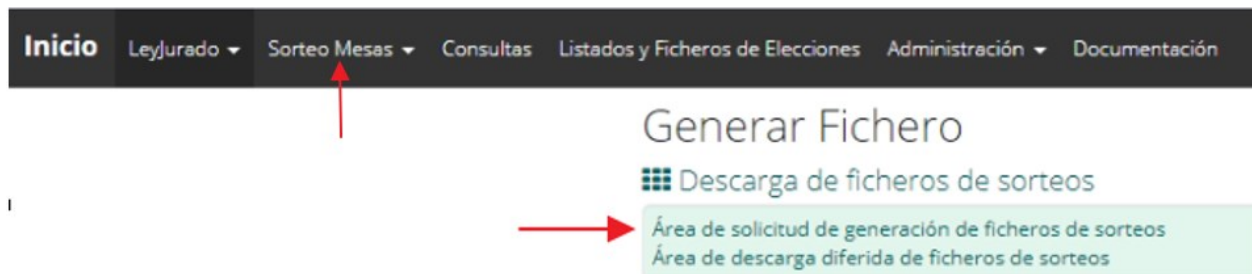 Inicio LeyJurado Sorteo Mesas Consultas Listados y Ficheros de Elecciones Administración Documentación
Generar Fichero
Descarga de ficheros de sorteos
Área de solicitud de generación de ficheros de sorteos
Área de descarga diferida de ficheros de sorteos